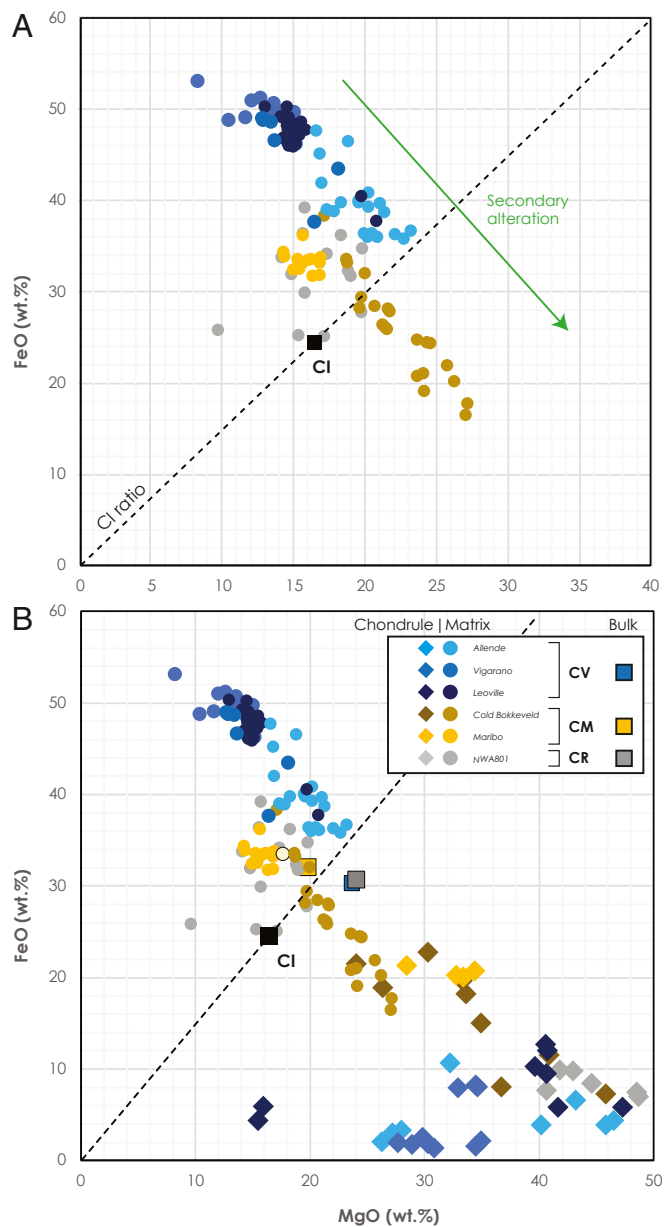 A
60
50
40
30
20
10
0
FeO (wt.%)
Secondary
alteration
CI
CI ratio
0
5
10
15
20
25
30
35
40
B
60
50
40
30
20
10
0
FeO (wt.%)
Chondrule | Matrix
Bulk
Allende
Vigarano
Leoville
CV
Cold Bokkeveld
Maribo
CM
NWA801
CR
CI
0
10
20
30
40
50
MgO (wt.%)